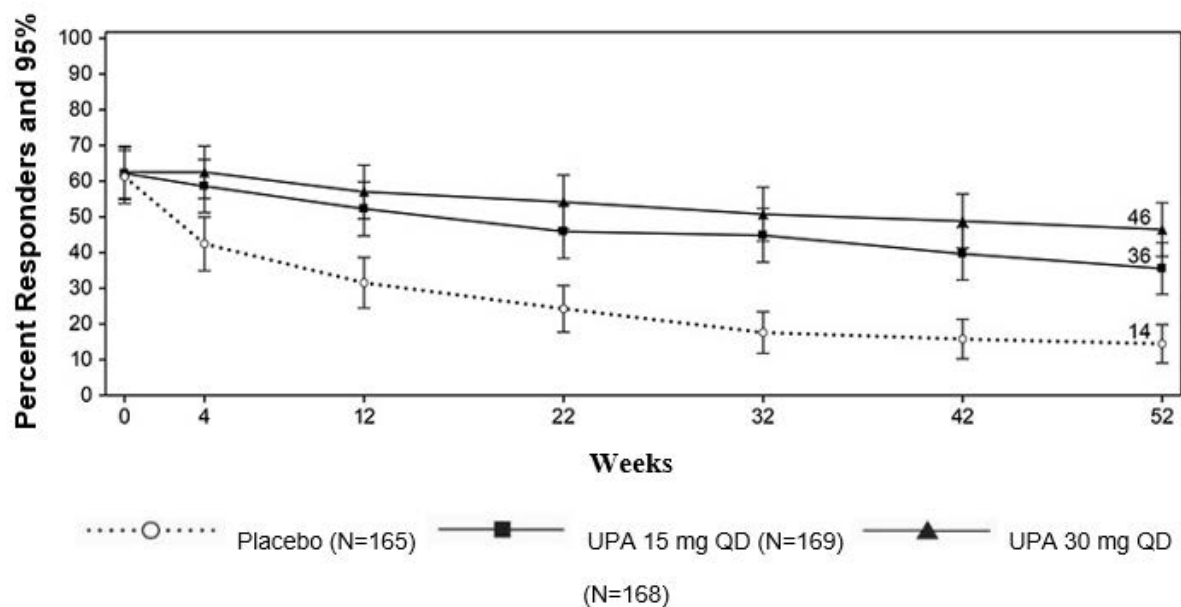 Percent Responders and 95%
100
90
80
70
60
50
40
30
20
10
0
46
36
14
0 4 12 22 32 42 52
Weeks
Placebo (N=165) UPA 15 mg QD (N=169) UPA 30 mg QD
(N=168)